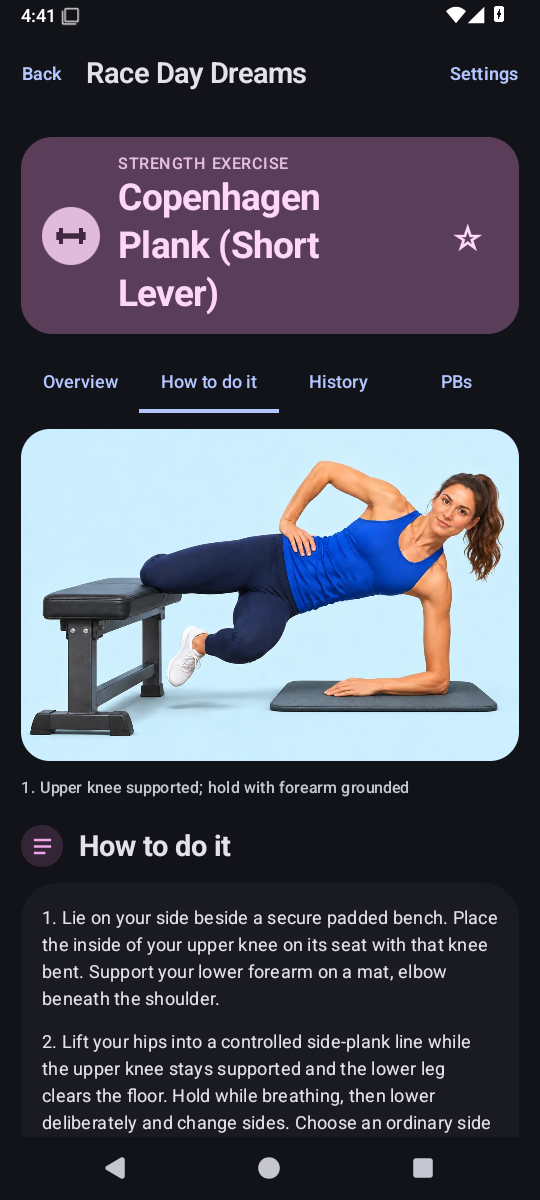 4:41
Back Race Day Dreams Settings
STRENGTH EXERCISE
Copenhagen
Plank (Short
Lever)
Overview How to do it History PBs
1. Upper knee supported; hold with forearm grounded
How to do it
1. Lie on your side beside a secure padded bench. Place
the inside of your upper knee on its seat with that knee
bent. Support your lower forearm on a mat, elbow
beneath the shoulder.
2. Lift your hips into a controlled side-plank line while
the upper knee stays supported and the lower leg
clears the floor. Hold while breathing, then lower
deliberately and change sides. Choose an ordinary side